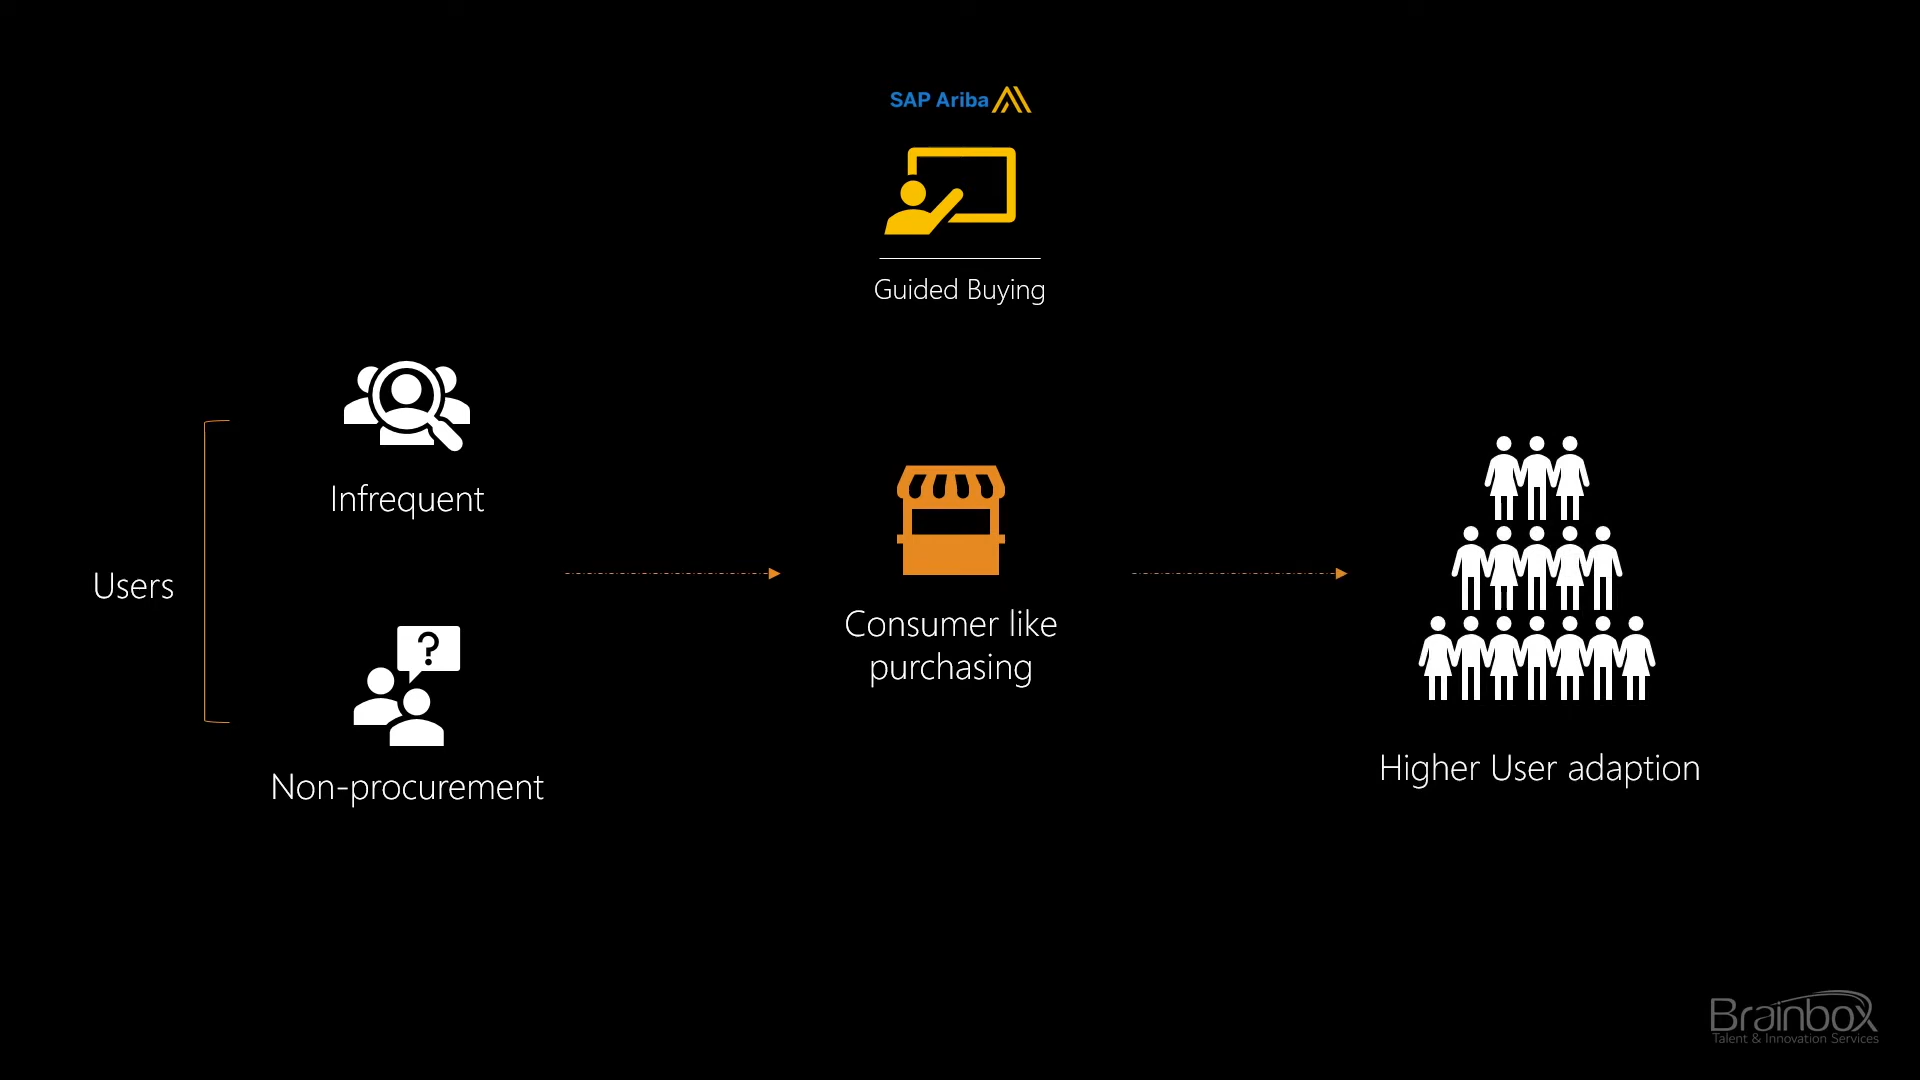 SAP Ariba
Guided Buying
Users
Infrequent
?
Non-procurement
Consumer like
purchasing
Higher User adaption
Brainbox
Talent & Innovation Services